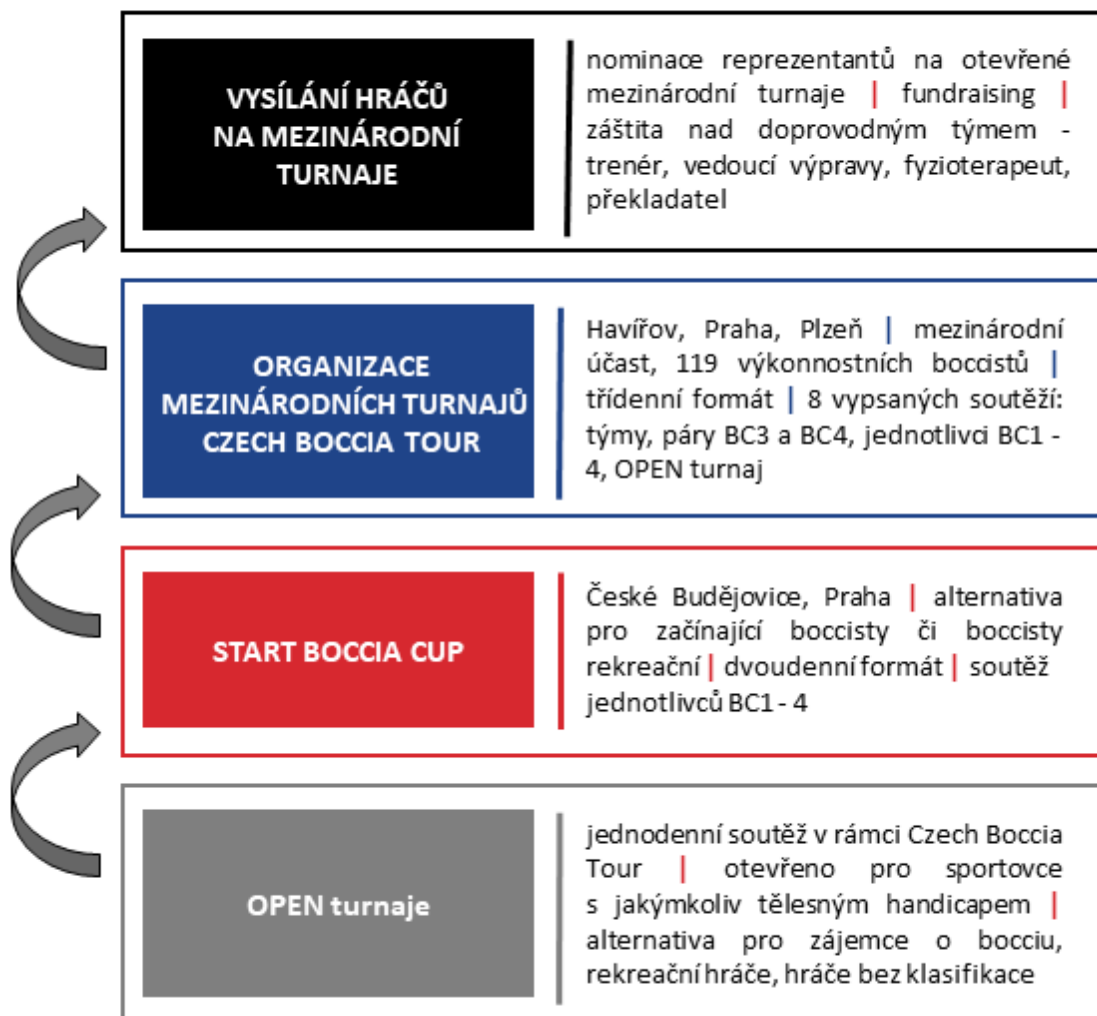 VYSÍLÁNÍ HRÁČŮ
NA MEZINÁRODNÍ
TURNAJE
nominace reprezentantů na otevřené
mezinárodní turnaje | fundraising |
záštita nad doprovodným týmem -
trenér, vedoucí výpravy, fyzioterapeut,
překladatel
ORGANIZACE
MEZINÁRODNÍCH TURNAJŮ
CZECH BOCCIA TOUR
Havířov, Praha, Plzeň | mezinárodní
účast, 119 výkonnostních boccistů |
třídenní formát | 8 vypsaných soutěží:
týmy, páry BC3 a BC4, jednotlivci BC1 -
4, OPEN turnaj
START BOCCIA CUP
České Budějovice, Praha | alternativa
pro začínající boccisty či boccisty
rekreační | dvoudenní formát | soutěž
jednotlivců BC1 - 4
OPEN turnaje
jednodenní soutěž v rámci Czech Boccia
Tour | otevřeno pro sportovce
s jakýmkoliv tělesným handicapem |
alternativa pro zájemce o bocciu,
rekreační hráče, hráče bez klasifikace